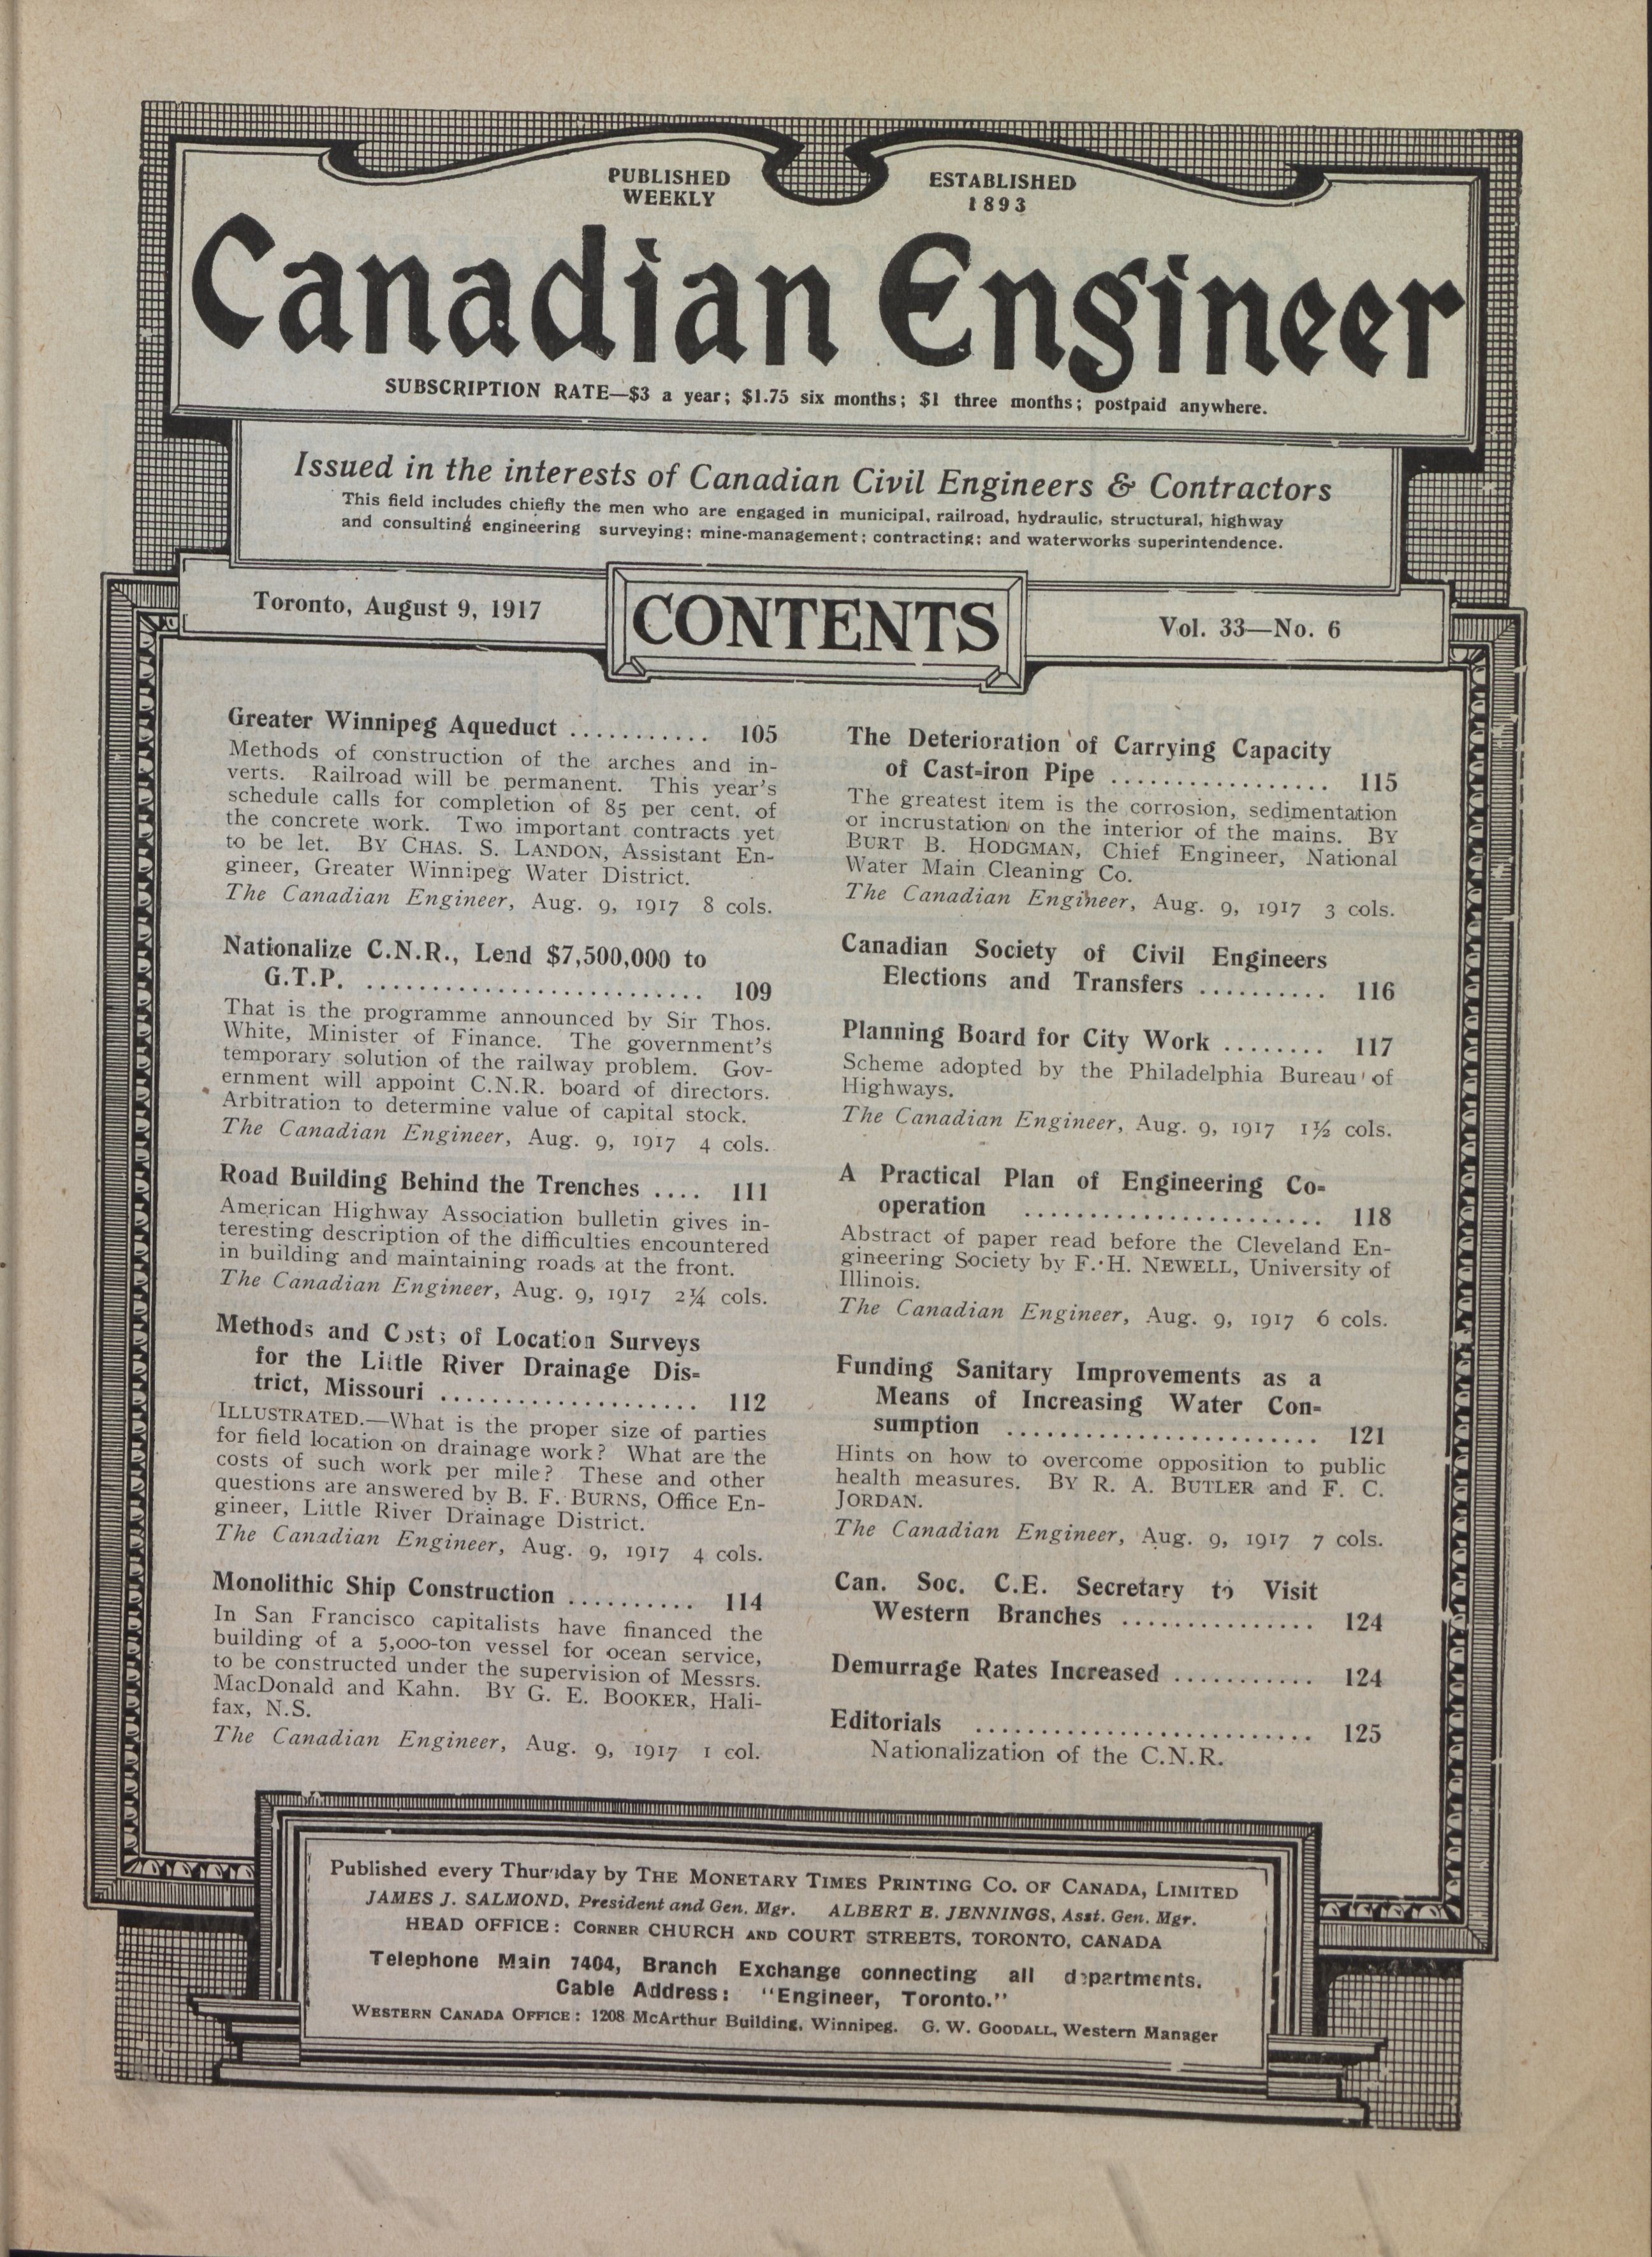 PUBLISHED
WEEKLY
ESTABLISHED
1893
Canadian Engineer
SUBSCRIPTION RATE—$3 a year; $1.75 six months; $1 three months; postpaid anywhere.
Issued in the interests of Canadian Civil Engineers & Contractors
This field includes chiefly the men who are engaged in municipal, railroad, hydraulic, structural, highway
and consulting engineering surveying; mine-management; contracting; and waterworks superintendence.
Toronto, August 9, 1917
CONTENTS
Vol. 33—No. 6
Greater Winnipeg Aqueduct ........... 105
Methods of construction of the arches and in-
verts. Railroad will be permanent. This year's
schedule calls for completion of 85 per cent. of
the concrete work. Two important contracts yet
to be let. BY CHAS. S. LANDON, Assistant En-
gineer, Greater Winnipeg Water District.
The Canadian Engineer, Aug. 9, 1917 8 cols.
Nationalize C.N.R., Lend $7,500,000 to
G.T.P. .......................... 109
That is the programme announced by Sir Thos.
White, Minister of Finance. The government's
temporary solution of the railway problem. Gov-
ernment will appoint C.N.R. board of directors.
Arbitration to determine value of capital stock.
The Canadian Engineer, Aug. 9, 1917 4 cols.
Road Building Behind the Trenches .... 111
American Highway Association bulletin gives in-
teresting description of the difficulties encountered
in building and maintaining roads at the front.
The Canadian Engineer, Aug. 9, 1917 2¼ cols.
Methods and Costs of Location Surveys
for the Little River Drainage Dis-
trict, Missouri .................... 112
ILLUSTRATED.—What is the proper size of parties
for field location on drainage work? What are the
costs of such work per mile? These and other
questions are answered by B. F. BURNS, Office En-
gineer, Little River Drainage District.
The Canadian Engineer, Aug. 9, 1917 4 cols.
Monolithic Ship Construction .......... 114
In San Francisco capitalists have financed the
building of a 5,000-ton vessel for ocean service,
to be constructed under the supervision of Messrs.
MacDonald and Kahn. BY G. E. BOOKER, Hali-
fax, N.S.
The Canadian Engineer, Aug. 9, 1917 1 col.
The Deterioration of Carrying Capacity
of Cast-iron Pipe ................. 115
The greatest item is the corrosion, sedimentation
or incrustation on the interior of the mains. BY
BURT B. HODGMAN, Chief Engineer, National
Water Main Cleaning Co.
The Canadian Engineer, Aug. 9, 1917 3 cols.
Canadian Society of Civil Engineers
Elections and Transfers .......... 116
Planning Board for City Work ........ 117
Scheme adopted by the Philadelphia Bureau of
Highways.
The Canadian Engineer, Aug. 9, 1917 1½ cols.
A Practical Plan of Engineering Co-
operation ....................... 118
Abstract of paper read before the Cleveland En-
gineering Society by F. H. NEWELL, University of
Illinois.
The Canadian Engineer, Aug. 9, 1917 6 cols.
Funding Sanitary Improvements as a
Means of Increasing Water Con-
sumption ........................ 121
Hints on how to overcome opposition to public
health measures. BY R. A. BUTLER and F. C.
JORDAN.
The Canadian Engineer, Aug. 9, 1917 7 cols.
Can. Soc. C.E. Secretary to Visit
Western Branches ............... 124
Demurrage Rates Increased ........... 124
Editorials .......................... 125
Nationalization of the C.N.R.
Published every Thursday by THE MONETARY TIMES PRINTING CO. OF CANADA, LIMITED
JAMES J. SALMOND, President and Gen. Mgr. ALBERT E. JENNINGS, Asst. Gen. Mgr.
HEAD OFFICE: CORNER CHURCH AND COURT STREETS, TORONTO, CANADA
Telephone Main 7404, Branch Exchange connecting all departments.
Cable Address: "Engineer, Toronto."
WESTERN CANADA OFFICE: 1208 McArthur Building, Winnipeg. G. W. GOODALL, Western Manager